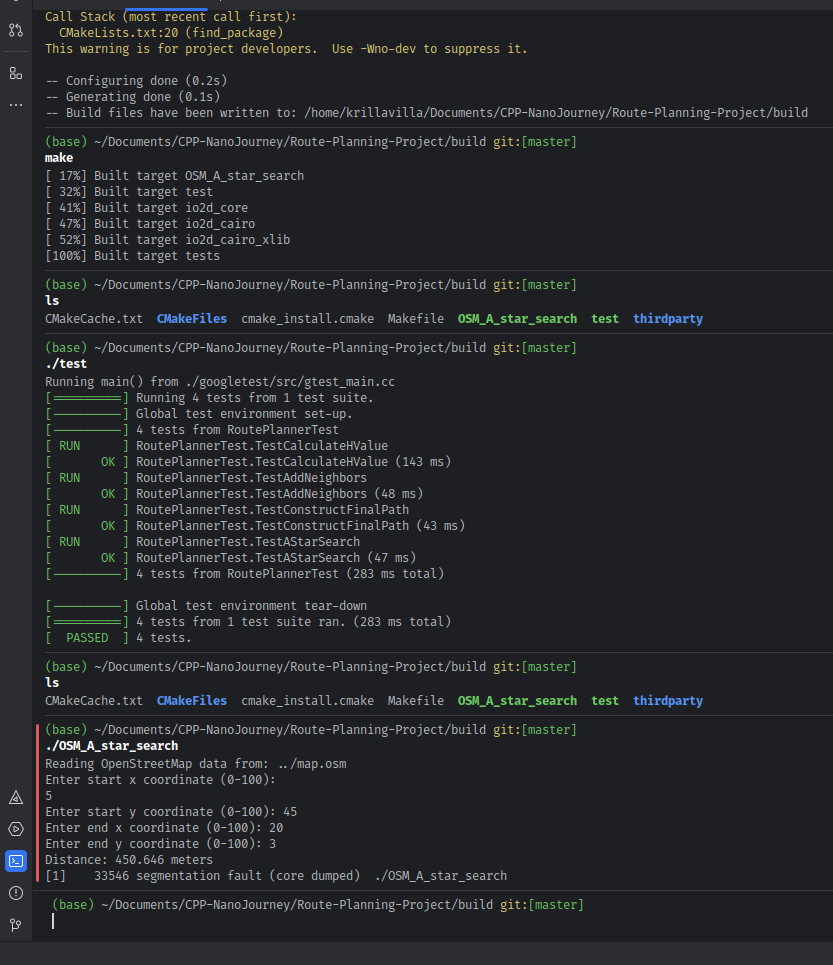 Call Stack (most recent call first):
  CMakeLists.txt:20 (find_package)
This warning is for project developers.  Use -Wno-dev to suppress it.

-- Configuring done (0.2s)
-- Generating done (0.1s)
-- Build files have been written to: /home/krillavilla/Documents/CPP-NanoJourney/Route-Planning-Project/build
(base) ~/Documents/CPP-NanoJourney/Route-Planning-Project/build git:[master]
make
[ 17%] Built target OSM_A_star_search
[ 32%] Built target test
[ 41%] Built target io2d_core
[ 47%] Built target io2d_cairo
[ 52%] Built target io2d_cairo_xlib
[100%] Built target tests
(base) ~/Documents/CPP-NanoJourney/Route-Planning-Project/build git:[master]
ls
CMakeCache.txt  CMakeFiles  cmake_install.cmake  Makefile  OSM_A_star_search  test  thirdparty
(base) ~/Documents/CPP-NanoJourney/Route-Planning-Project/build git:[master]
./test
Running main() from ./googletest/src/gtest_main.cc
[==========] Running 4 tests from 1 test suite.
[----------] Global test environment set-up.
[----------] 4 tests from RoutePlannerTest
[ RUN      ] RoutePlannerTest.TestCalculateHValue
[       OK ] RoutePlannerTest.TestCalculateHValue (143 ms)
[ RUN      ] RoutePlannerTest.TestAddNeighbors
[       OK ] RoutePlannerTest.TestAddNeighbors (48 ms)
[ RUN      ] RoutePlannerTest.TestConstructFinalPath
[       OK ] RoutePlannerTest.TestConstructFinalPath (43 ms)
[ RUN      ] RoutePlannerTest.TestAStarSearch
[       OK ] RoutePlannerTest.TestAStarSearch (47 ms)
[----------] 4 tests from RoutePlannerTest (283 ms total)

[----------] Global test environment tear-down
[==========] 4 tests from 1 test suite ran. (283 ms total)
[  PASSED  ] 4 tests.
(base) ~/Documents/CPP-NanoJourney/Route-Planning-Project/build git:[master]
ls
CMakeCache.txt  CMakeFiles  cmake_install.cmake  Makefile  OSM_A_star_search  test  thirdparty
(base) ~/Documents/CPP-NanoJourney/Route-Planning-Project/build git:[master]
./OSM_A_star_search
Reading OpenStreetMap data from: ../map.osm
Enter start x coordinate (0-100):
5
Enter start y coordinate (0-100): 45
Enter end x coordinate (0-100): 20
Enter end y coordinate (0-100): 3
Distance: 450.646 meters
[1]    33546 segmentation fault (core dumped)  ./OSM_A_star_search
(base) ~/Documents/CPP-NanoJourney/Route-Planning-Project/build git:[master]